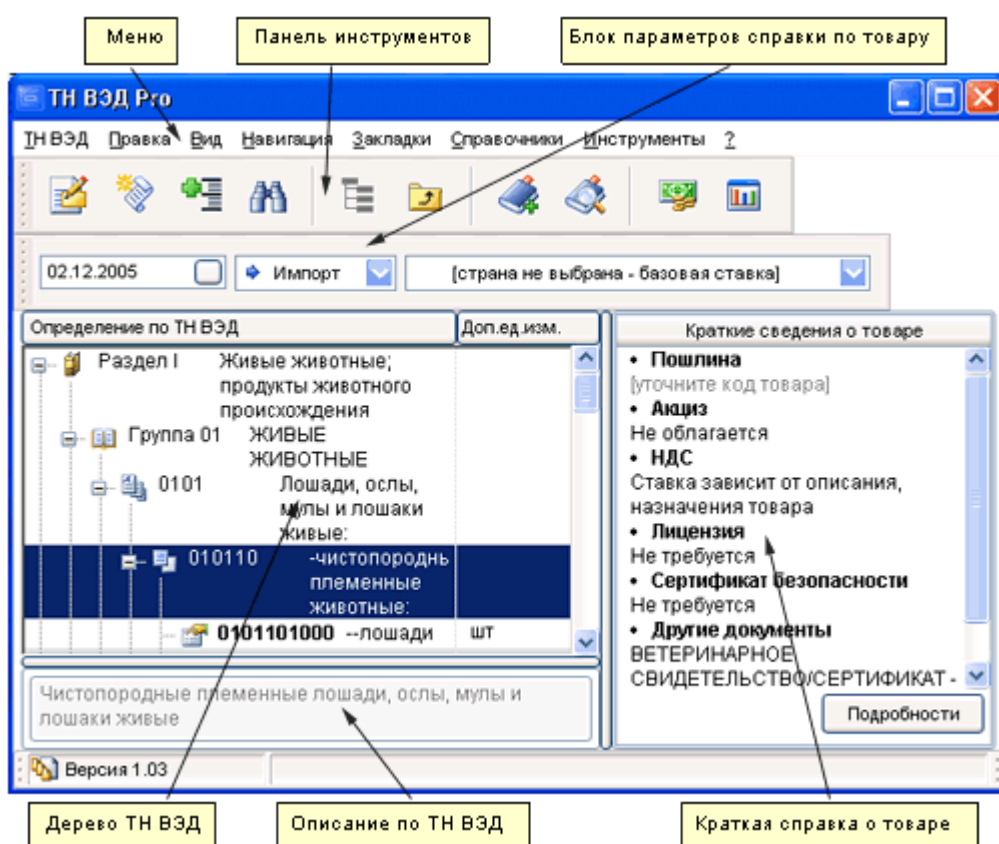 Меню
Панель инструментов
Блок параметров справки по товару
ТН ВЭД Pro
ТН ВЭД Правка Вид Навигация Закладки Справочники Инструменты ?
02.12.2005 Импорт [страна не выбрана - базовая ставка]
Определение по ТН ВЭД Доп.ед.изм.
Раздел I Живые животные;
продукты животного
происхождения
Группа 01 ЖИВЫЕ
ЖИВОТНЫЕ
0101 Лошади, ослы,
мулы и лошаки
живые:
010110 -чистопороднь
племенные
животные:
0101101000 --лошади шт
Чистопородные племенные лошади, ослы, мулы и
лошаки живые
Краткие сведения о товаре
• Пошлина
[уточните код товара]
• Акциз
Не облагается
• НДС
Ставка зависит от описания,
назначения товара
• Лицензия
Не требуется
• Сертификат безопасности
Не требуется
• Другие документы
ВЕТЕРИНАРНОЕ
СВИДЕТЕЛЬСТВО/СЕРТИФИКАТ -
Подробности
Версия 1.03
Дерево ТН ВЭД
Описание по ТН ВЭД
Краткая справка о товаре